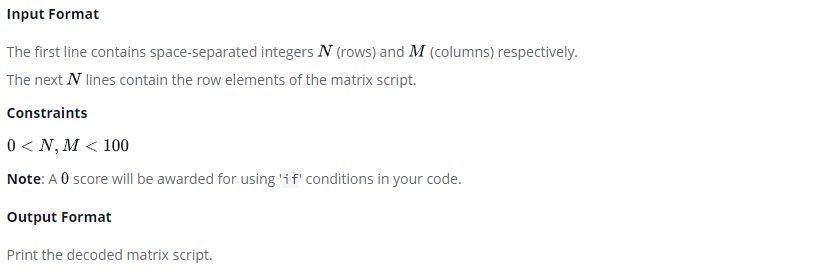 Input Format
The first line contains space-separated integers N (rows) and M (columns) respectively.
The next N lines contain the row elements of the matrix script.
Constraints
0 < N, M < 100
Note: A 0 score will be awarded for using 'if' conditions in your code.
Output Format
Print the decoded matrix script.